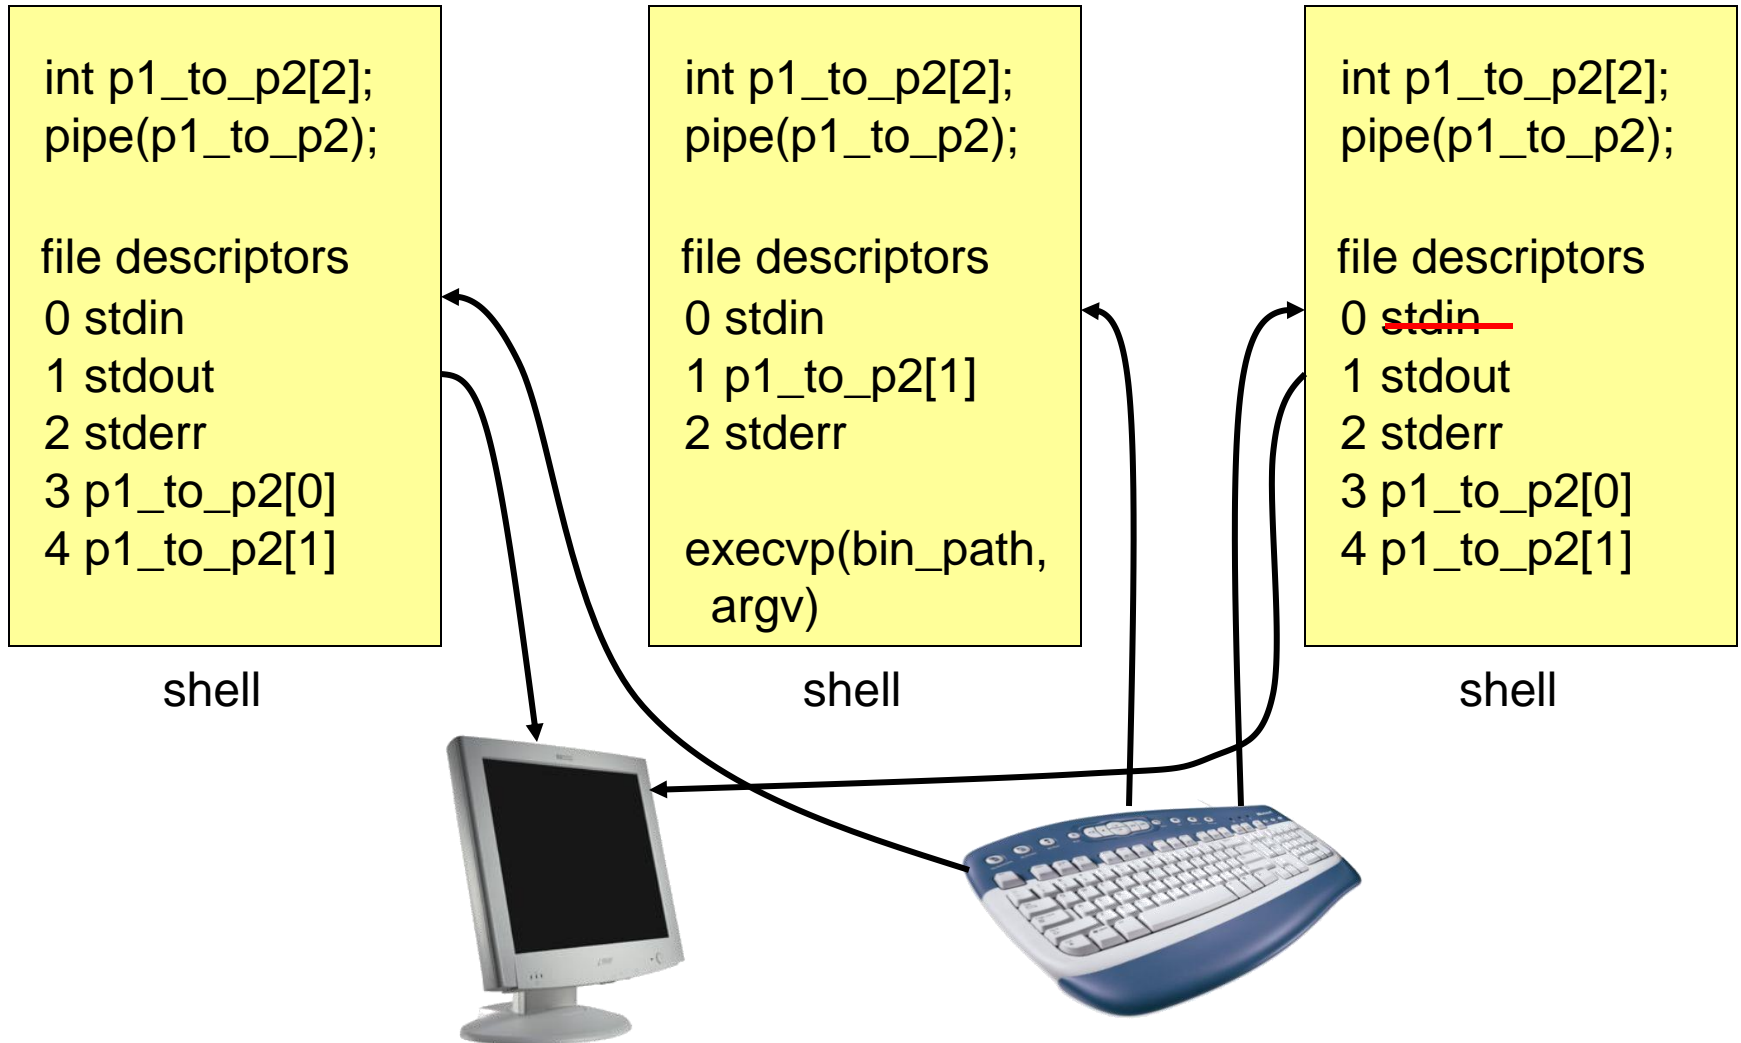 int p1_to_p2[2];
pipe(p1_to_p2);
file descriptors
0 stdin
1 stdout
2 stderr
3 p1_to_p2[0]
4 p1_to_p2[1]
shell
int p1_to_p2[2];
pipe(p1_to_p2);
file descriptors
0 stdin
1 p1_to_p2[1]
2 stderr
execvp(bin_path,
argv)
shell
int p1_to_p2[2];
pipe(p1_to_p2);
file descriptors
0 stdin
1 stdout
2 stderr
3 p1_to_p2[0]
4 p1_to_p2[1]
shell